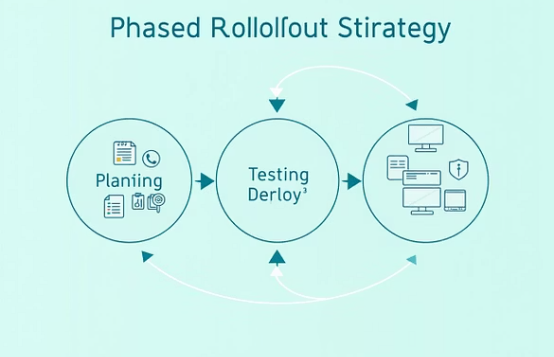 Phased Rollolfout Stirategy
Planiing
Testing
Derloy³